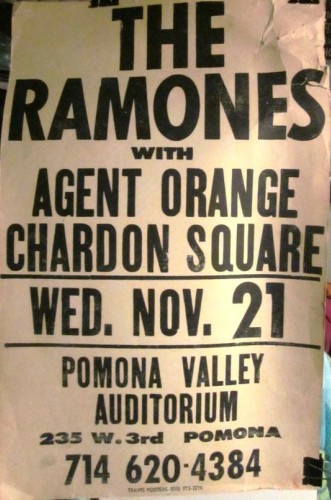 THE
RAMONES
WITH
AGENT ORANGE
CHARDON SQUARE
WED. NOV. 21
POMONA VALLEY
AUDITORIUM
235 W. 3rd POMONA
714 620-4384